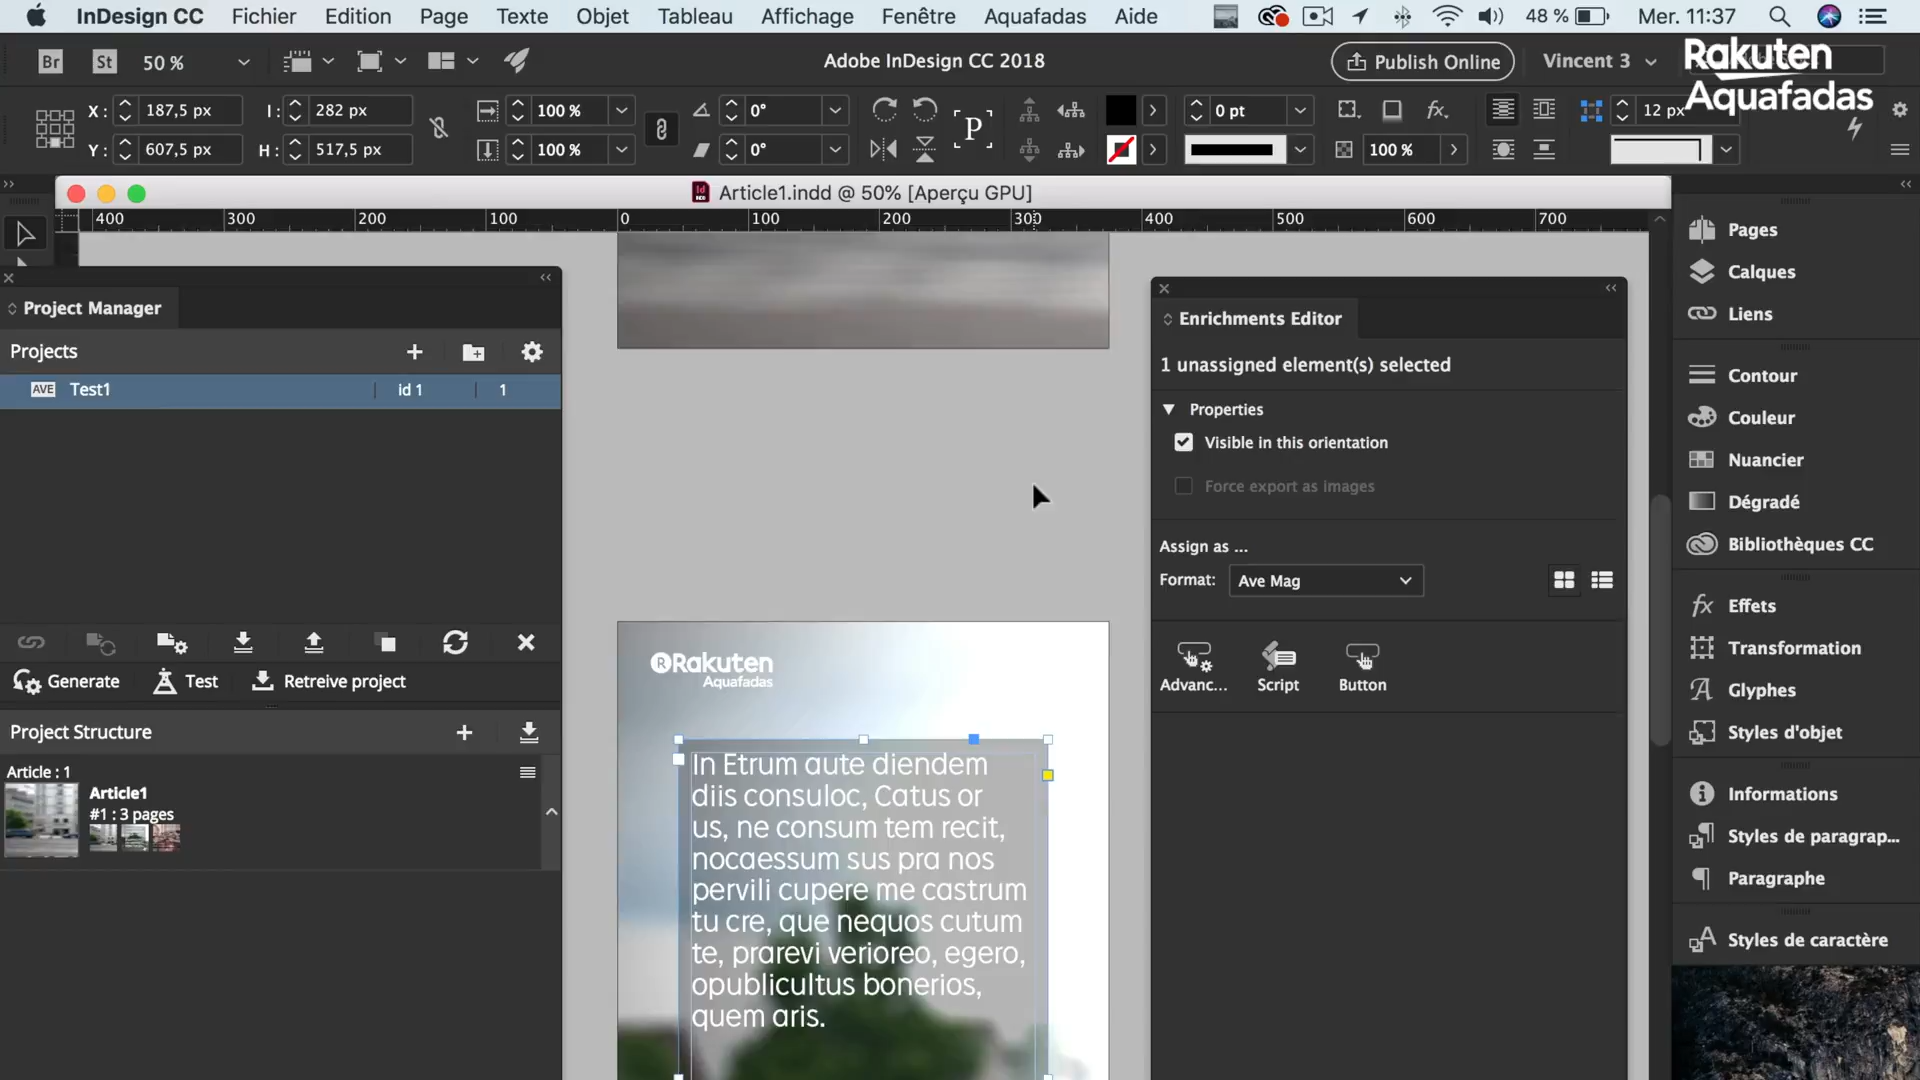 InDesign CC Fichier Edition Page Texte Objet Tableau Affichage Fenêtre Aquafadas Aide 48 % Mer. 11:37
Br St 50 % Adobe InDesign CC 2018 Publish Online Vincent 3
Rakuten
Aquafadas
X : 187,5 px I : 282 px 100 % 0° P 0 pt fx. 12 px
Y : 607,5 px H : 517,5 px 100 % 0° 100 %
Article1.indd @ 50% [Aperçu GPU]
400 300 200 100 0 100 200 300 400 500 600 700
Project Manager
Projects
AVE Test1 id 1 1
Generate Test Retreive project
Project Structure
Article : 1
Article1
#1 : 3 pages
R Rakuten
Aquafadas
In Etrum aute diendem
diis consuloc, Catus or
us, ne consum tem recit,
nocaessum sus pra nos
pervili cupere me castrum
tu cre, que nequos cutum
te, prarevi verioreo, egero,
opublicultus bonerios,
quem aris.
Enrichments Editor
1 unassigned element(s) selected
Properties
Visible in this orientation
Force export as images
Assign as ...
Format: Ave Mag
Advanc... Script Button
Pages
Calques
Liens
Contour
Couleur
Nuancier
Dégradé
Bibliothèques CC
fx Effets
Transformation
Glyphes
Styles d'objet
Informations
Styles de paragrap...
Paragraphe
Styles de caractère